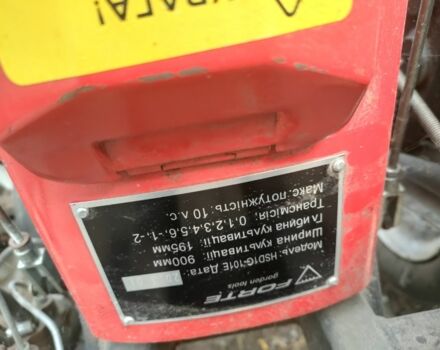 УВАГА!
FORTE
garden tools
Модель: HSD1G-101E Дата:
Ширина культивації: 900мм
Глибина культивації: 195мм
Трансмісія: 0,1,2,3,4,5,6,-1,-2
Макс. потужність: 10 л.с.